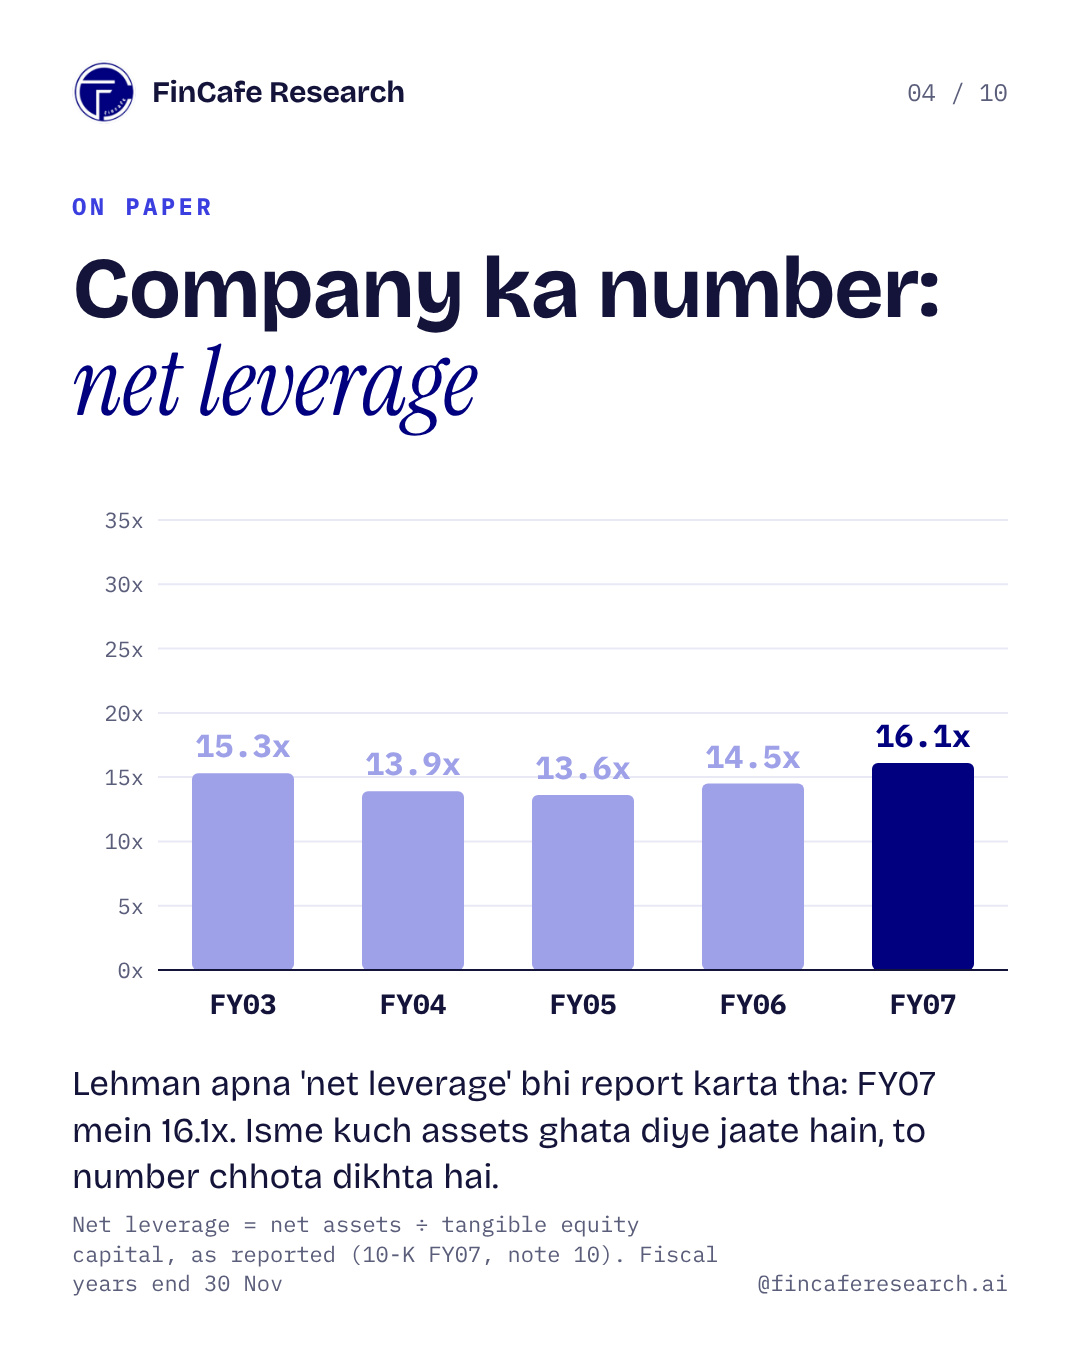 FinCafe Research
04 / 10
ON PAPER
Company ka number:
net leverage
35x
30x
25x
20x
15x
10x
5x
0x
15.3x
13.9x
13.6x
14.5x
16.1x
FY03
FY04
FY05
FY06
FY07
Lehman apna 'net leverage' bhi report karta tha: FY07
mein 16.1x. Isme kuch assets ghata diye jaate hain, to
number chhota dikhta hai.
Net leverage = net assets ÷ tangible equity
capital, as reported (10-K FY07, note 10). Fiscal
years end 30 Nov
@fincaferesearch.ai